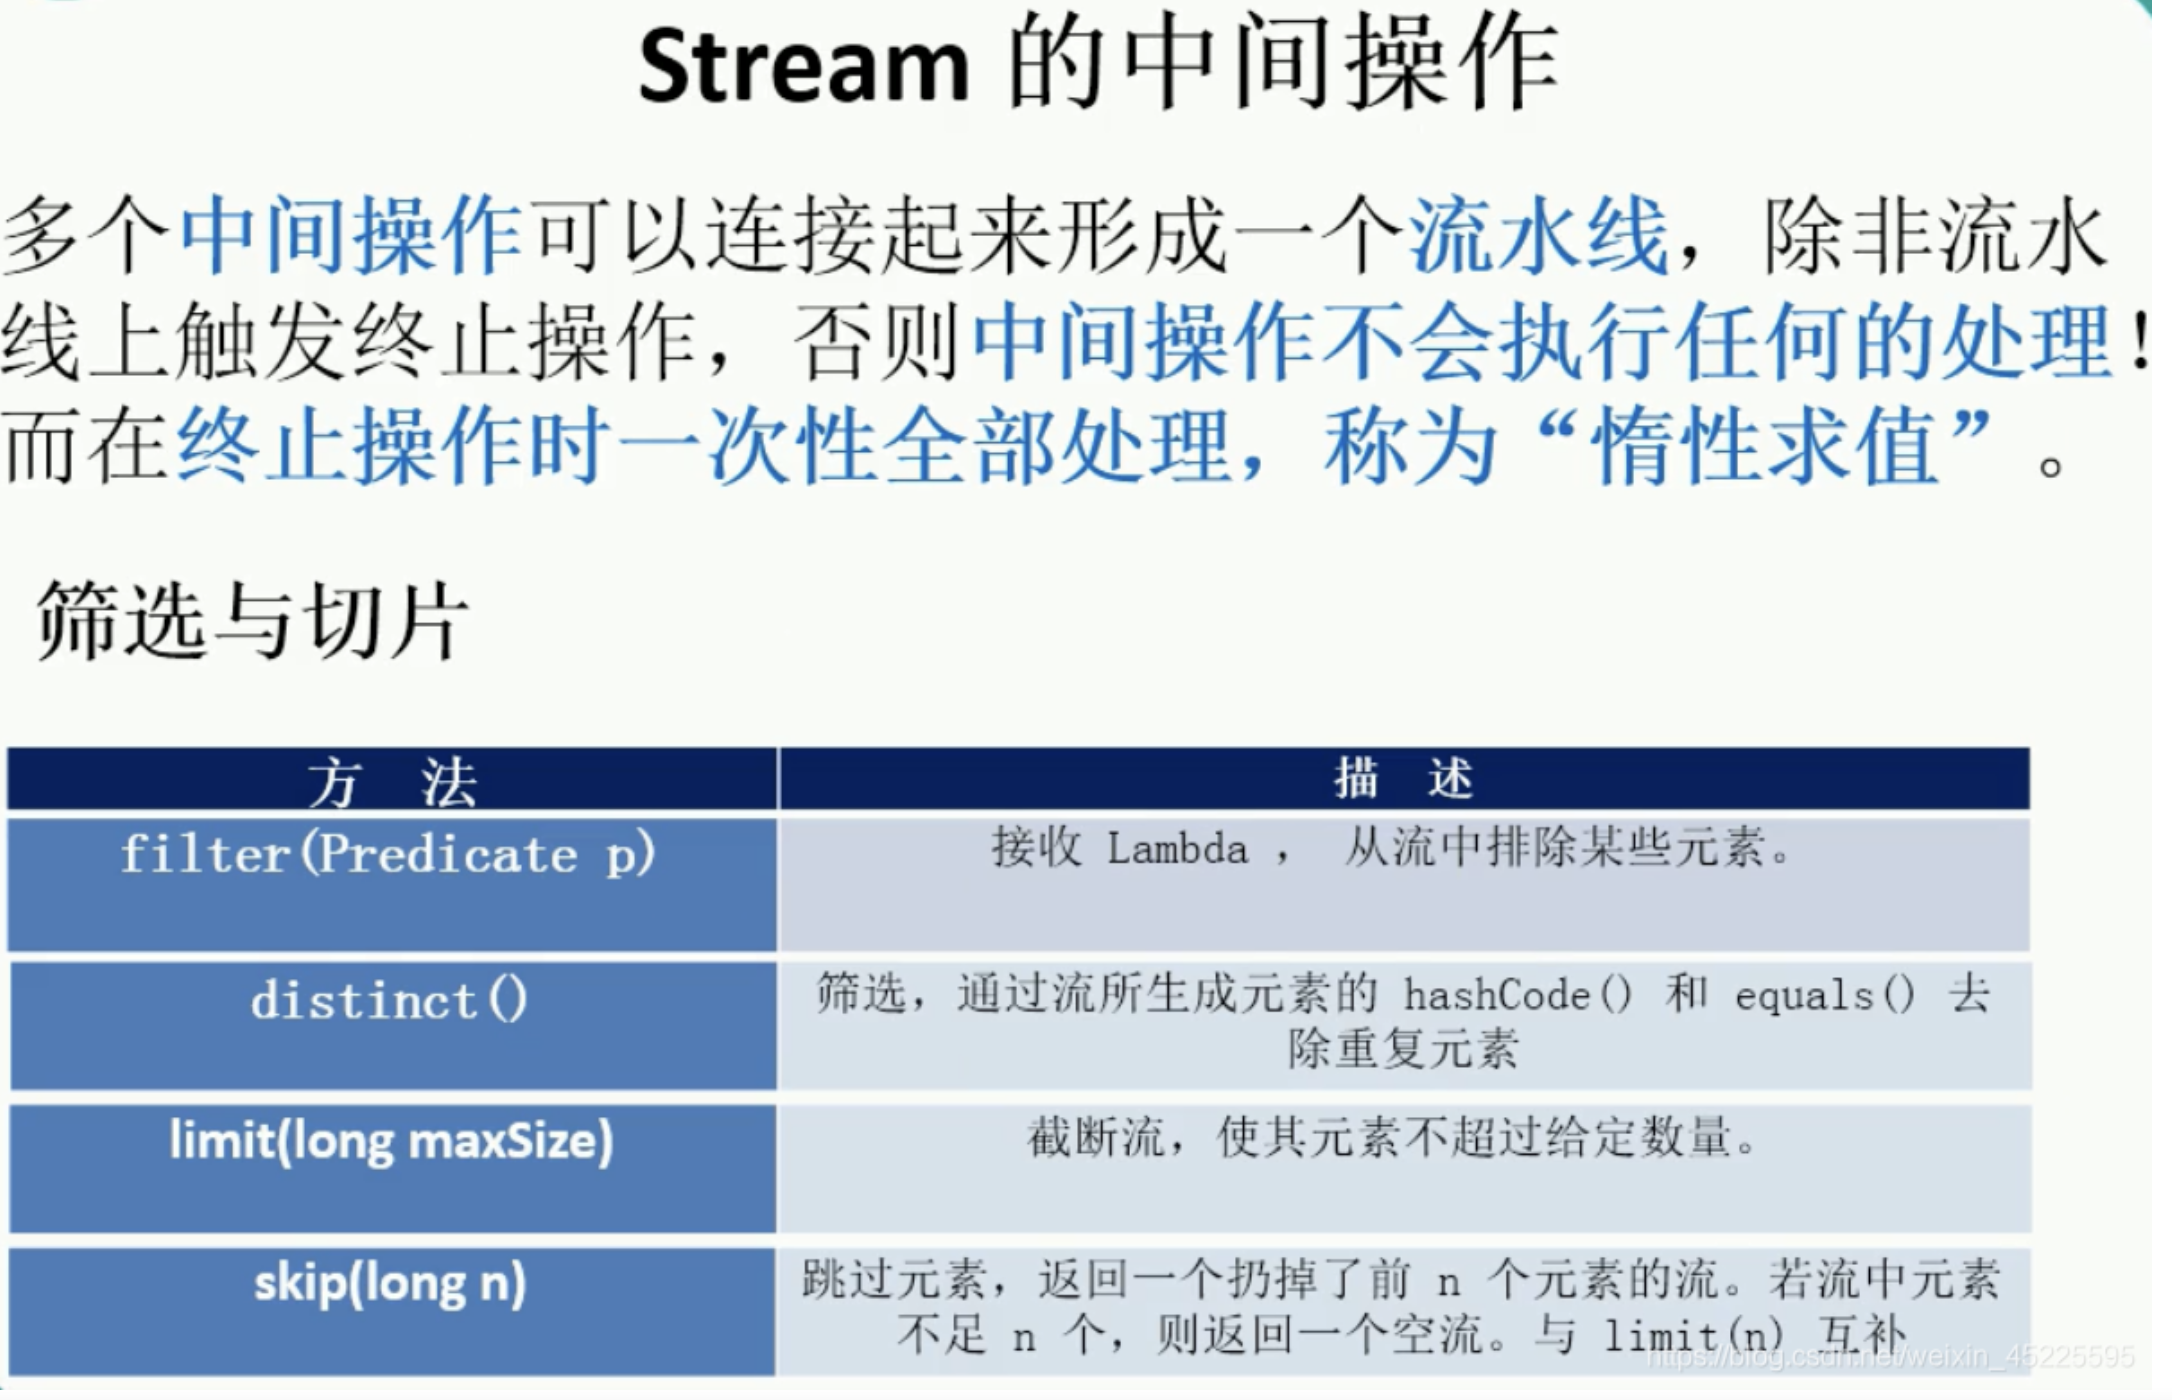 Stream 的中间操作
多个中间操作可以连接起来形成一个流水线，除非流水
线上触发终止操作，否则中间操作不会执行任何的处理！
而在终止操作时一次性全部处理，称为“惰性求值”。
筛选与切片
方 法 描 述
filter(Predicate p) 接收 Lambda ， 从流中排除某些元素。
distinct() 筛选，通过流所生成元素的 hashCode() 和 equals() 去
除重复元素
limit(long maxSize) 截断流，使其元素不超过给定数量。
skip(long n) 跳过元素，返回一个扔掉了前 n 个元素的流。若流中元素
不足 n 个，则返回一个空流。与 limit(n) 互补
https://blog.csdn.net/weixin_45225595